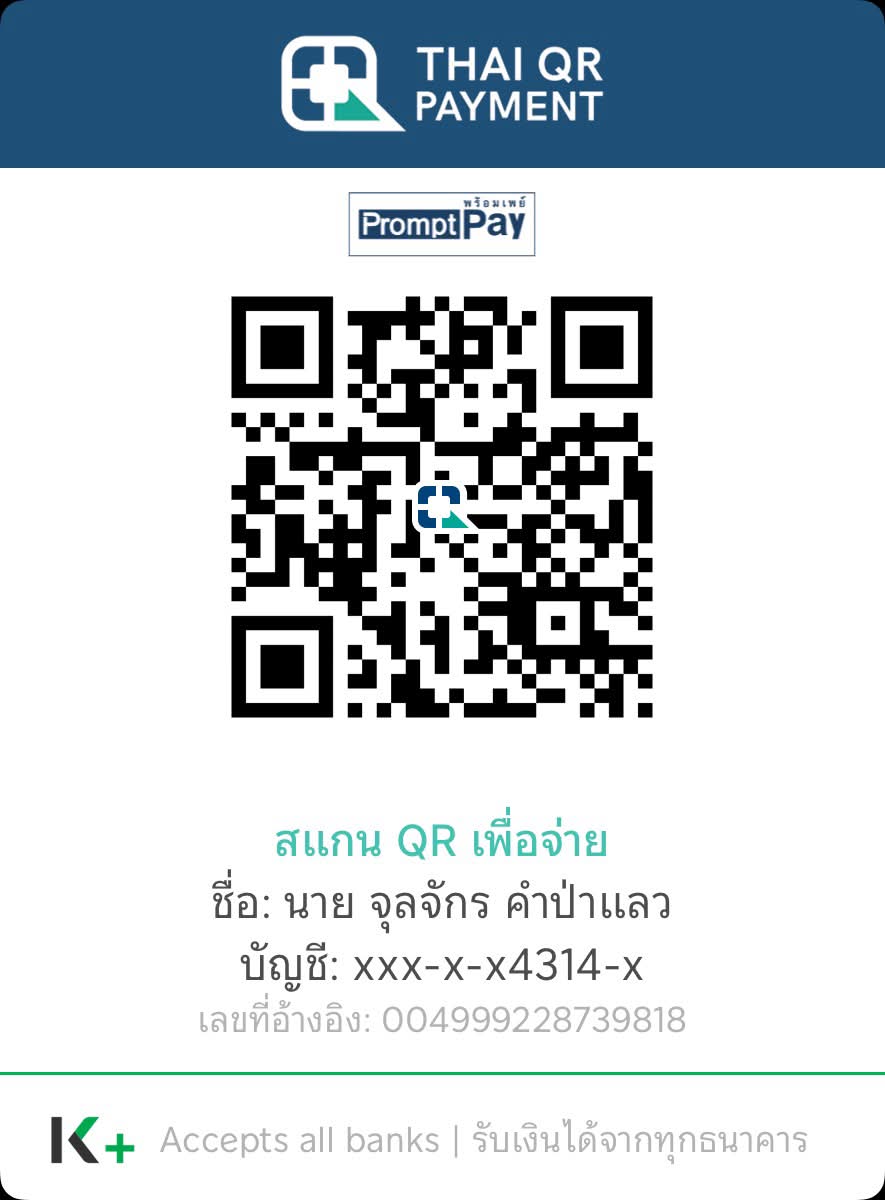 THAI QR
PAYMENT
พร้อมเพย์
PromptPay
สแกน QR เพื่อจ่าย
ชื่อ: นาย จุลจักร คำป่าแลว
บัญชี: xxx-x-x4314-x
เลขที่อ้างอิง: 004999228739818
K+ Accepts all banks | รับเงินได้จากทุกธนาคาร